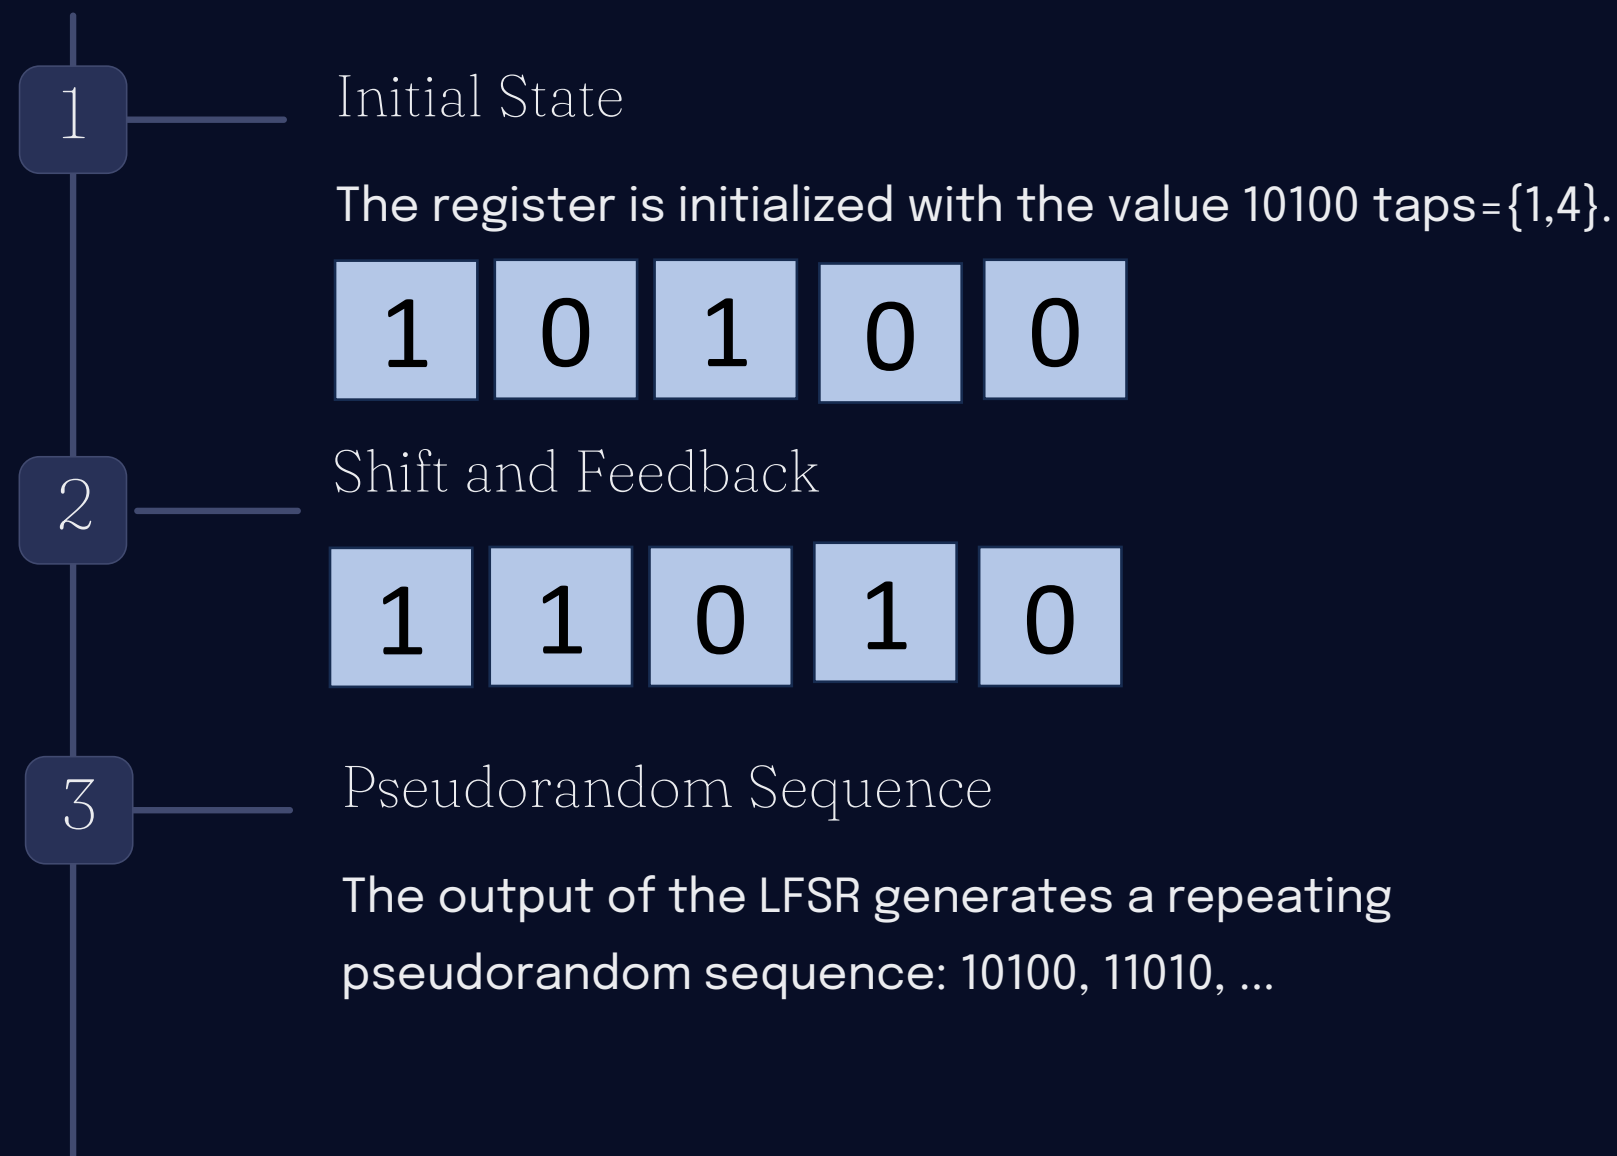 1
Initial State
The register is initialized with the value 10100 taps={1,4}.
1 0 1 0 0
2
Shift and Feedback
1 1 0 1 0
3
Pseudorandom Sequence
The output of the LFSR generates a repeating
pseudorandom sequence: 10100, 11010, ...